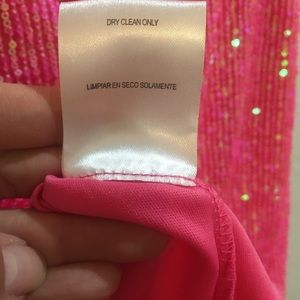 DRY CLEAN ONLY
LIMPIAR EN SECO SOLAMENTE